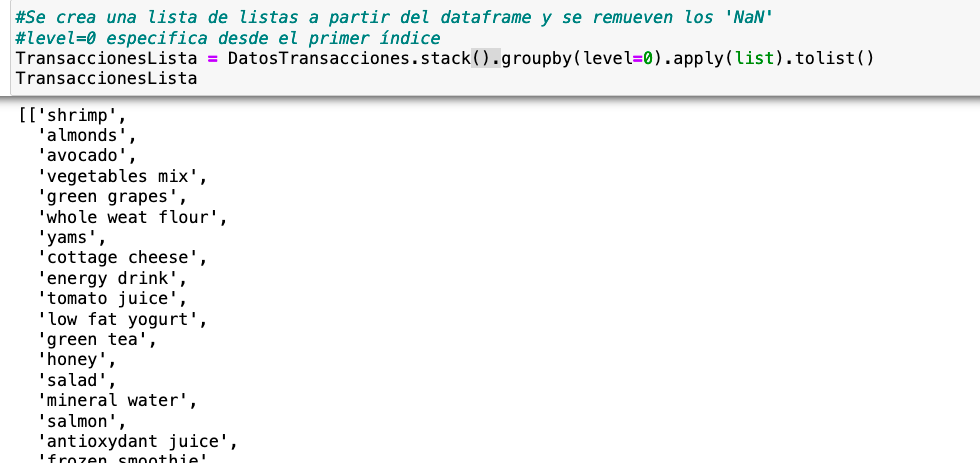 #Se crea una lista de listas a partir del dataframe y se remueven los 'NaN'
#level=0 especifica desde el primer índice
TransaccionesLista = DatosTransacciones.stack().groupby(level=0).apply(list).tolist()
TransaccionesLista
[['shrimp',
'almonds',
'avocado',
'vegetables mix',
'green grapes',
'whole weat flour',
'yams',
'cottage cheese',
'energy drink',
'tomato juice',
'low fat yogurt',
'green tea',
'honey',
'salad',
'mineral water',
'salmon',
'antioxydant juice',
'frozen smoothie'